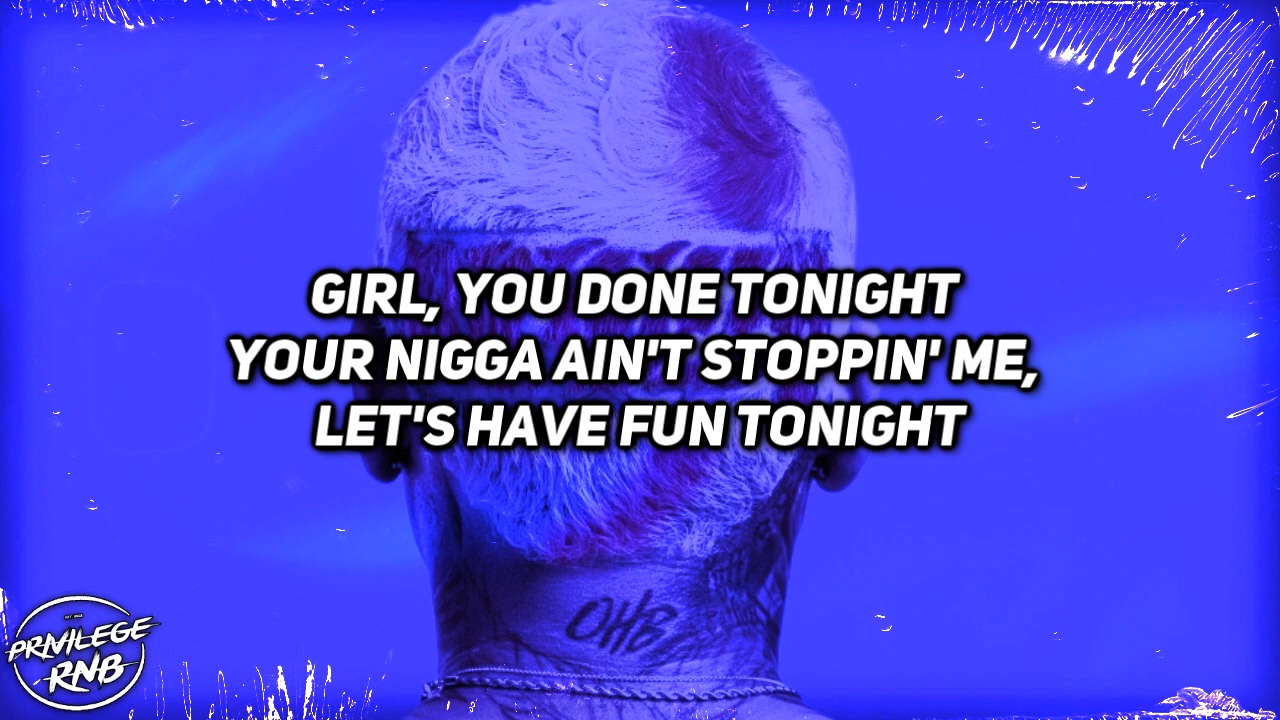 GIRL, YOU DONE TONIGHT
YOUR NIGGA AIN'T STOPPIN' ME,
LET'S HAVE FUN TONIGHT
OHB
PRIVILEGE
RNB